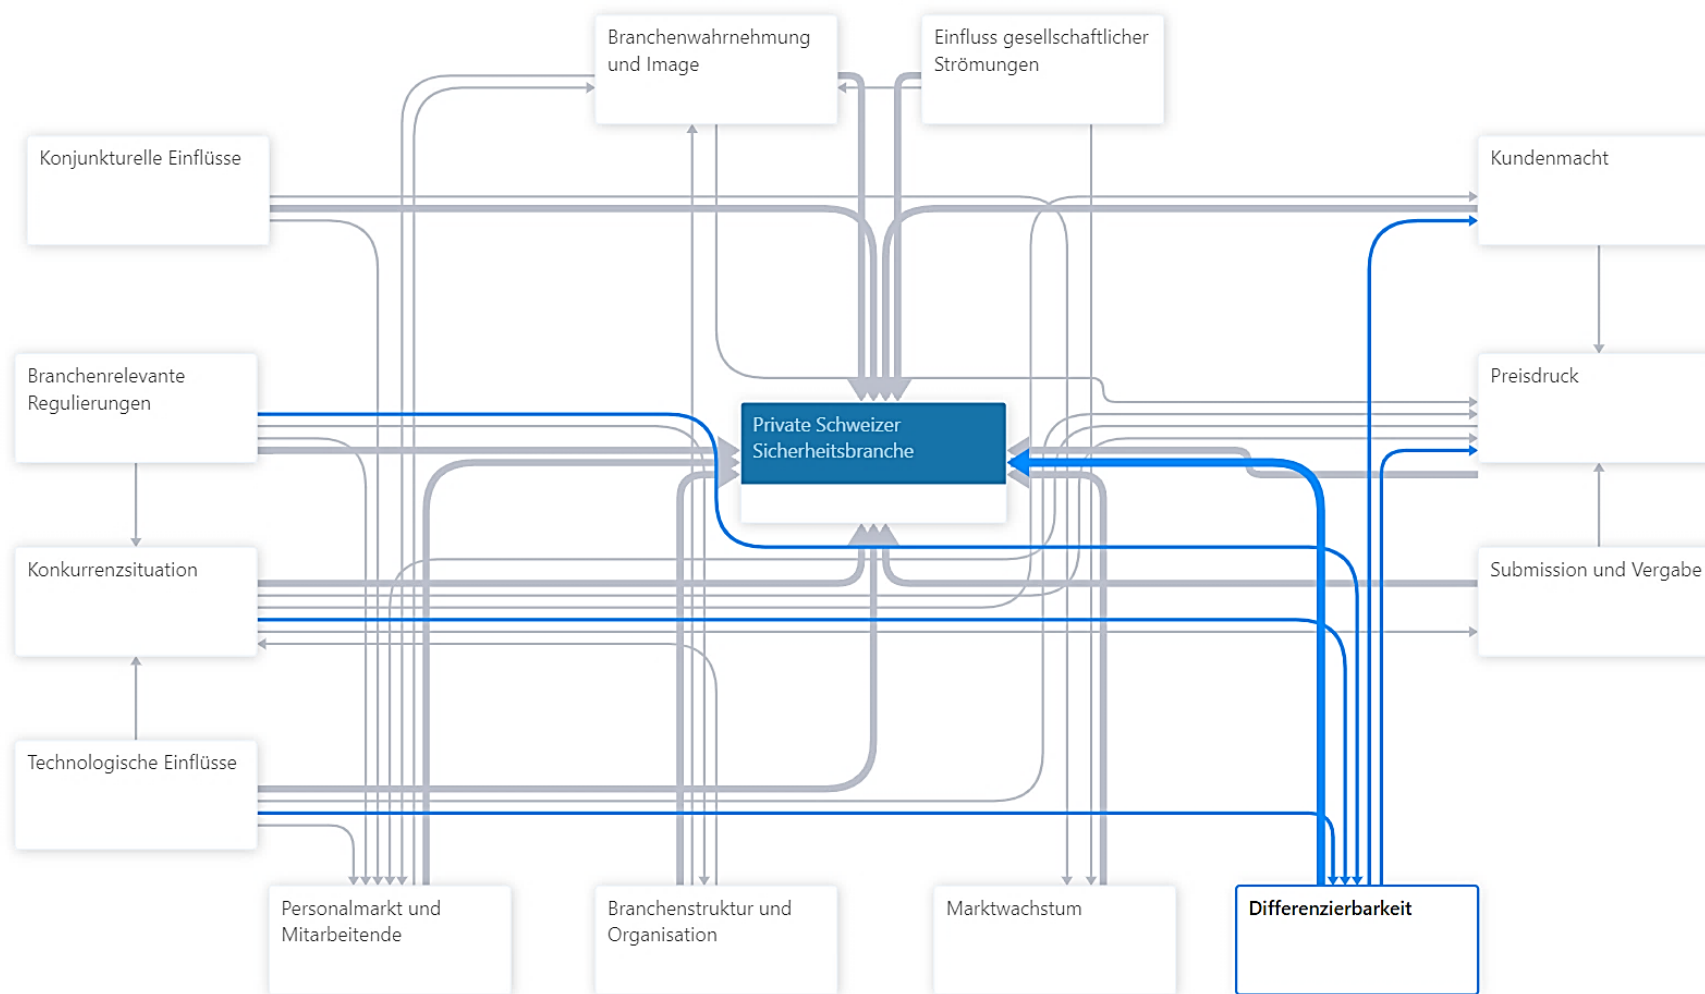 Branchenwahrnehmung
und Image
Einfluss gesellschaftlicher
Strömungen
Konjunkturelle Einflüsse
Kundenmacht
Branchenrelevante
Regulierungen
Preisdruck
Private Schweizer
Sicherheitsbranche
Konkurrenzsituation
Submission und Vergabe
Technologische Einflüsse
Personalmarkt und
Mitarbeitende
Branchenstruktur und
Organisation
Marktwachstum
Differenzierbarkeit